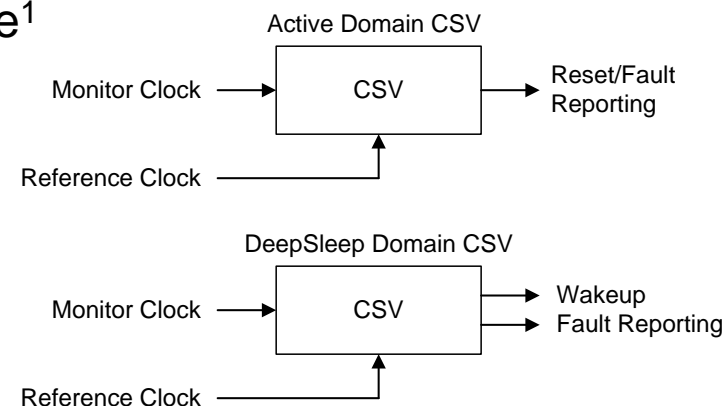 e1
Active Domain CSV
Monitor Clock
CSV
Reset/Fault
Reporting
Reference Clock
DeepSleep Domain CSV
Monitor Clock
CSV
Wakeup
Fault Reporting
Reference Clock